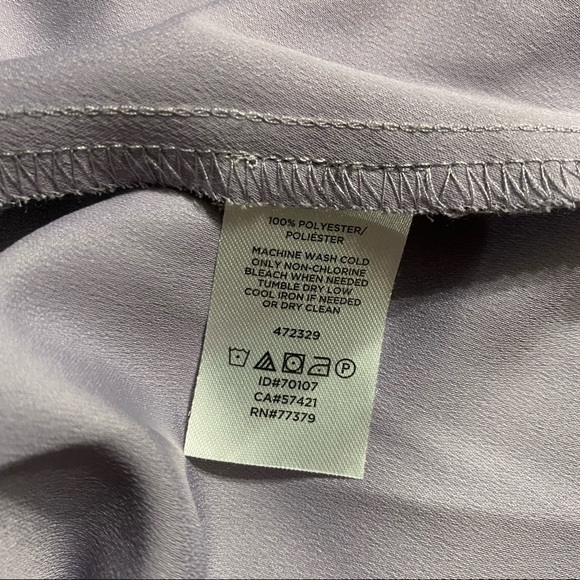 100% POLYESTER/
POLIÉSTER
MACHINE WASH COLD
ONLY NON-CHLORINE
BLEACH WHEN NEEDED
TUMBLE DRY LOW
COOL IRON IF NEEDED
OR DRY CLEAN
472329
P
ID#70107
CA#57421
RN#77379